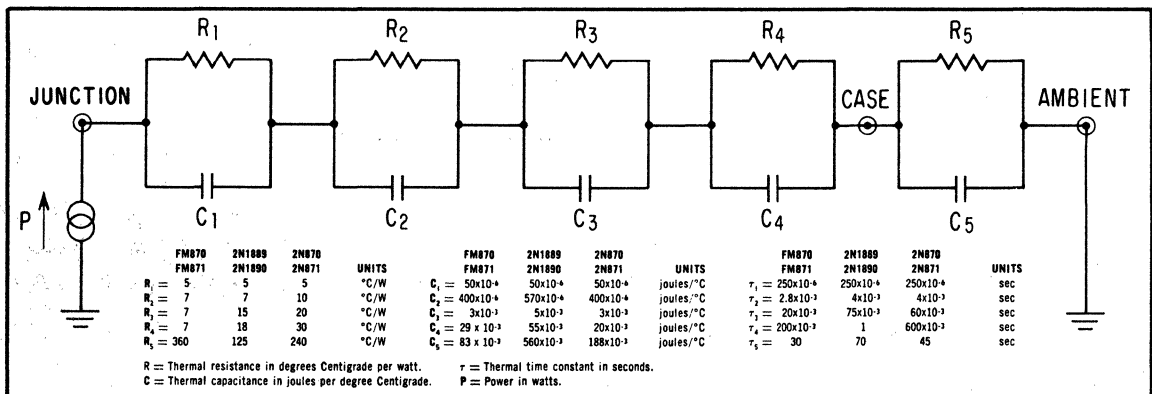 R1 R2 R3 R4 R5
JUNCTION CASE AMBIENT
P
C1 C2 C3 C4 C5
FM870 2N1889 2N870 FM870 2N1889 2N870 FM870 2N1889 2N870
FM871 2N1890 2N871 UNITS FM871 2N1890 2N871 UNITS FM871 2N1890 2N871 UNITS
R1 = 5 5 5 °C/W C1 = 50x10-6 50x10-6 50x10-6 joules/°C τ1 = 250x10-6 250x10-6 250x10-6 sec
R2 = 7 7 10 °C/W C2 = 400x10-6 570x10-6 400x10-6 joules/°C τ2 = 2.8x10-3 4x10-3 4x10-3 sec
R3 = 7 15 20 °C/W C3 = 3x10-3 5x10-3 3x10-3 joules/°C τ3 = 20x10-3 75x10-3 60x10-3 sec
R4 = 7 18 30 °C/W C4 = 29 x 10-3 55x10-3 20x10-3 joules/°C τ4 = 200x10-3 1 600x10-3 sec
R5 = 360 125 240 °C/W C5 = 83 x 10-3 560x10-3 188x10-3 joules/°C τ5 = 30 70 45 sec
R = Thermal resistance in degrees Centigrade per watt. τ = Thermal time constant in seconds.
C = Thermal capacitance in joules per degree Centigrade. P = Power in watts.